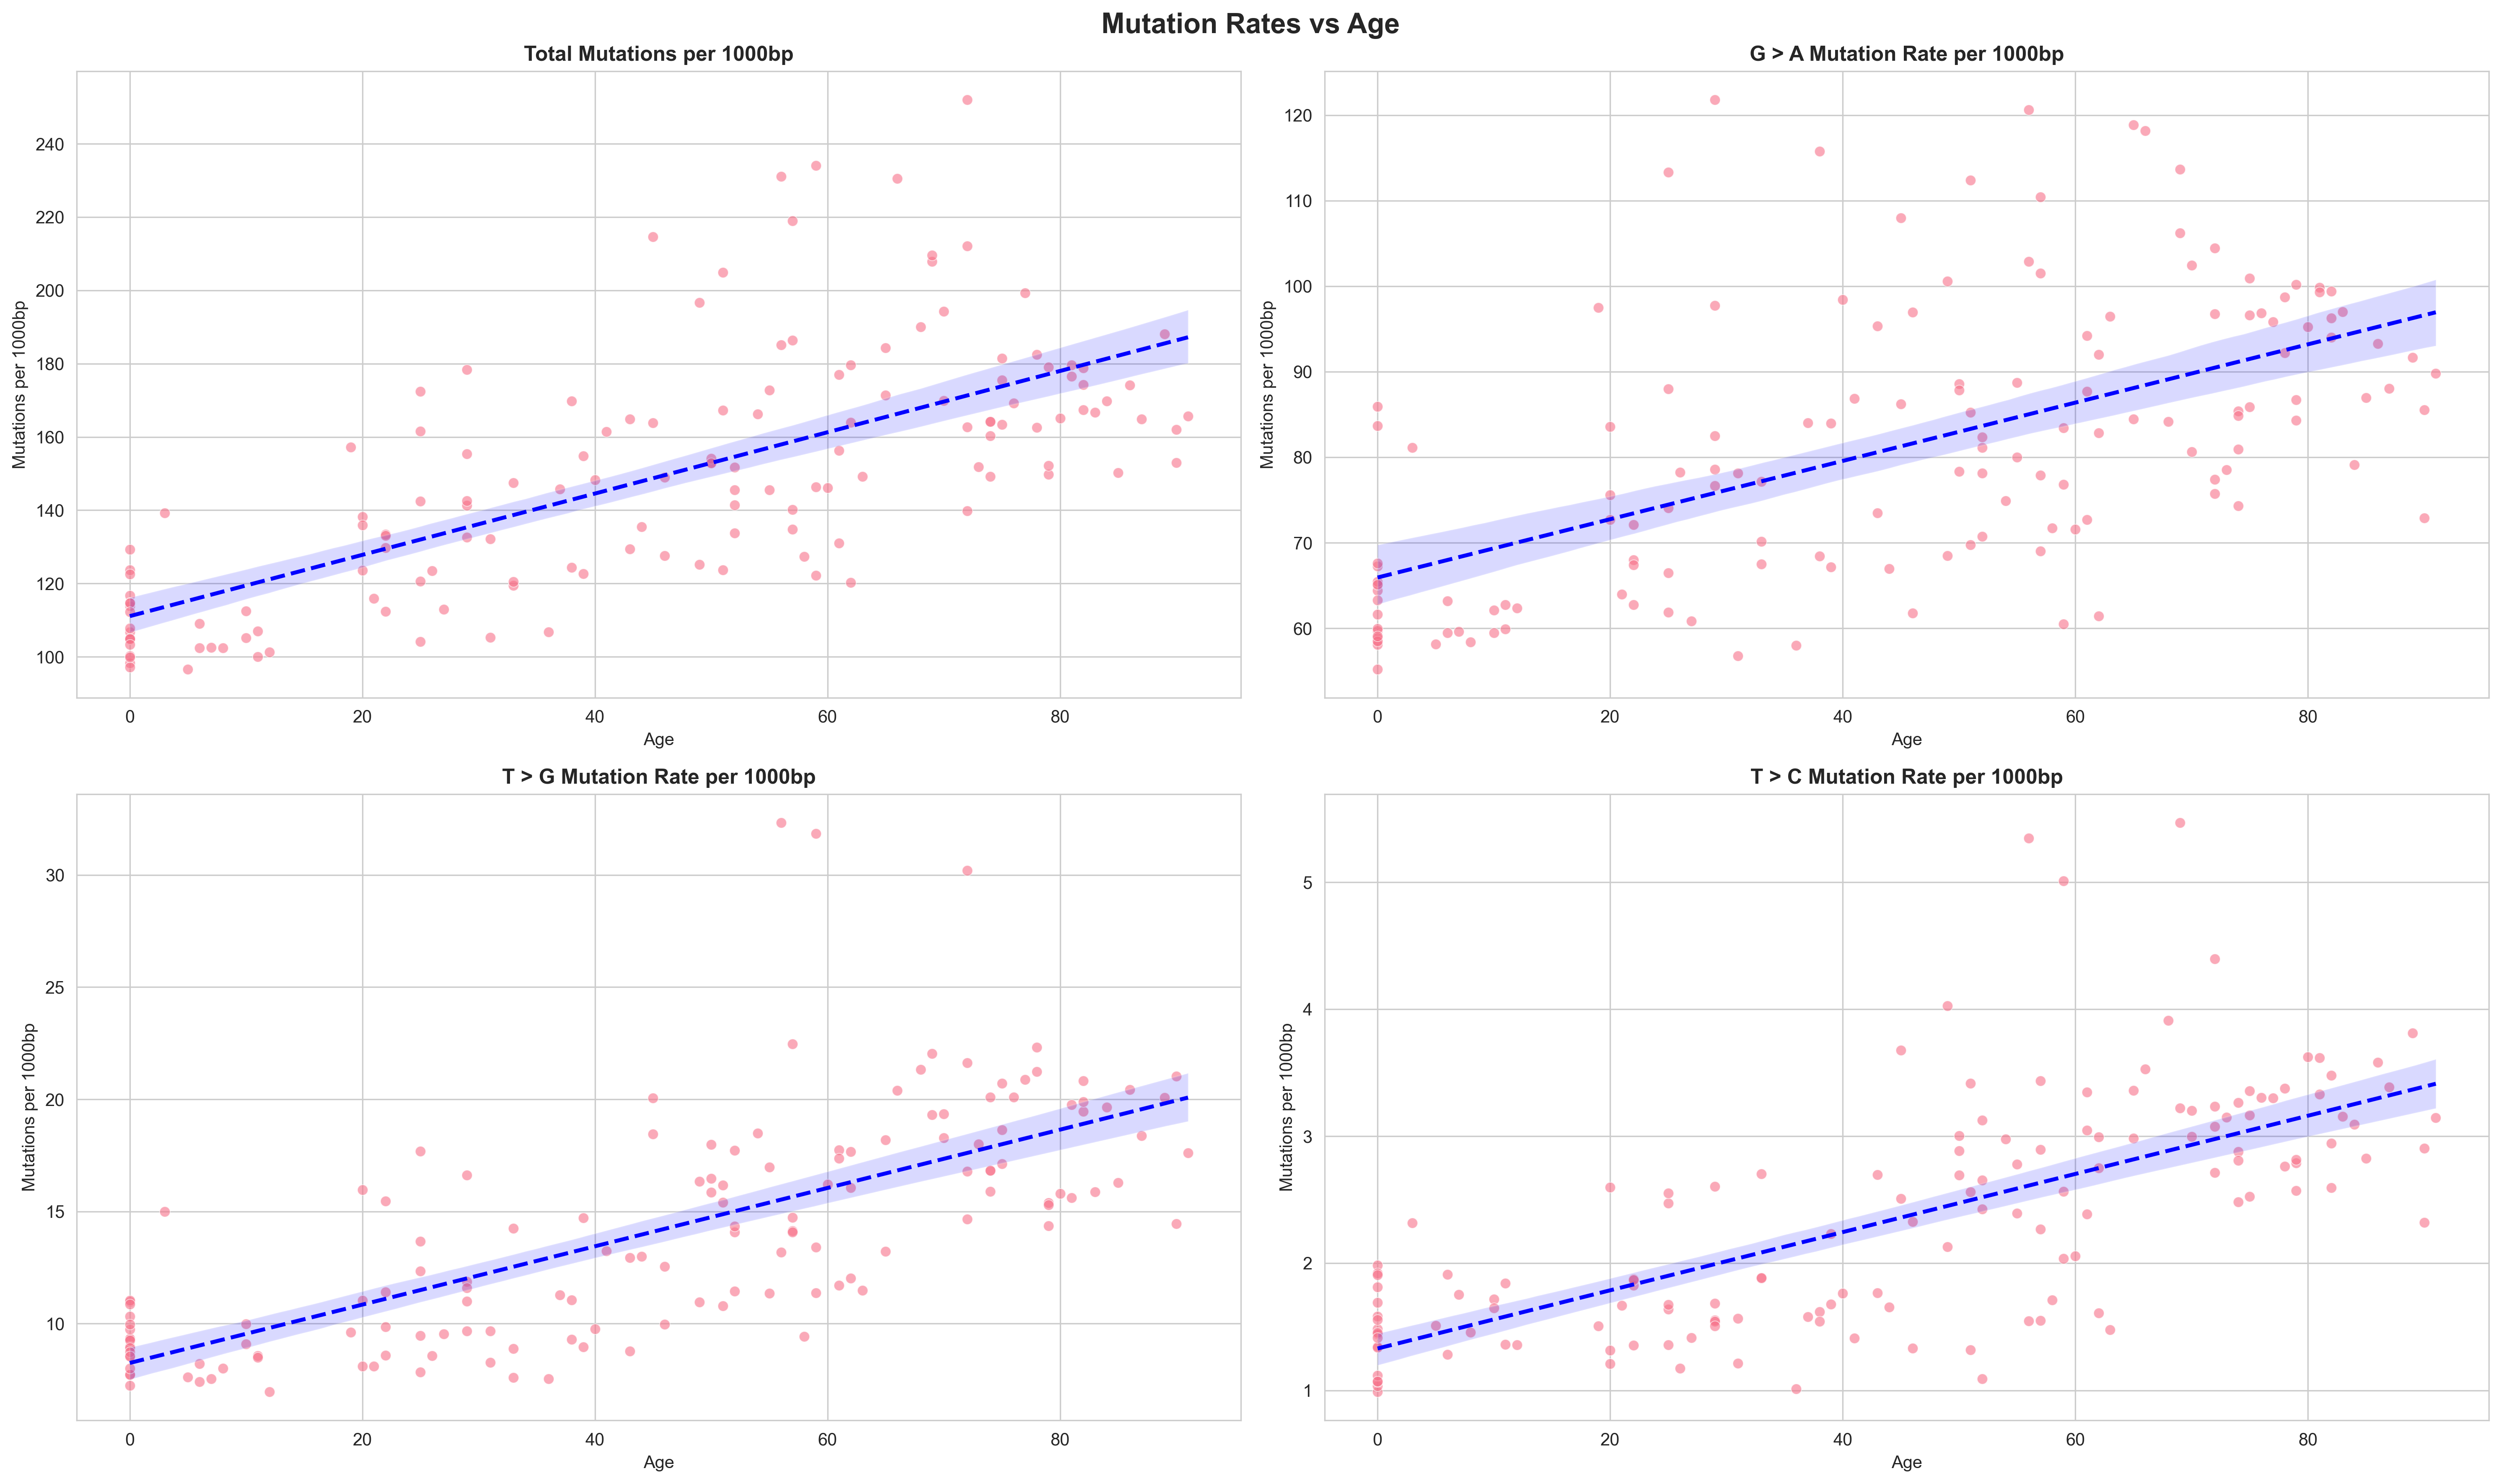 Mutation Rates vs Age
Total Mutations per 1000bp
Mutations per 1000bp
240
220
200
180
160
140
120
100
0 20 40 60 80
Age
G > A Mutation Rate per 1000bp
Mutations per 1000bp
120
110
100
90
80
70
60
0 20 40 60 80
Age
T > G Mutation Rate per 1000bp
Mutations per 1000bp
30
25
20
15
10
0 20 40 60 80
Age
T > C Mutation Rate per 1000bp
Mutations per 1000bp
5
4
3
2
1
0 20 40 60 80
Age